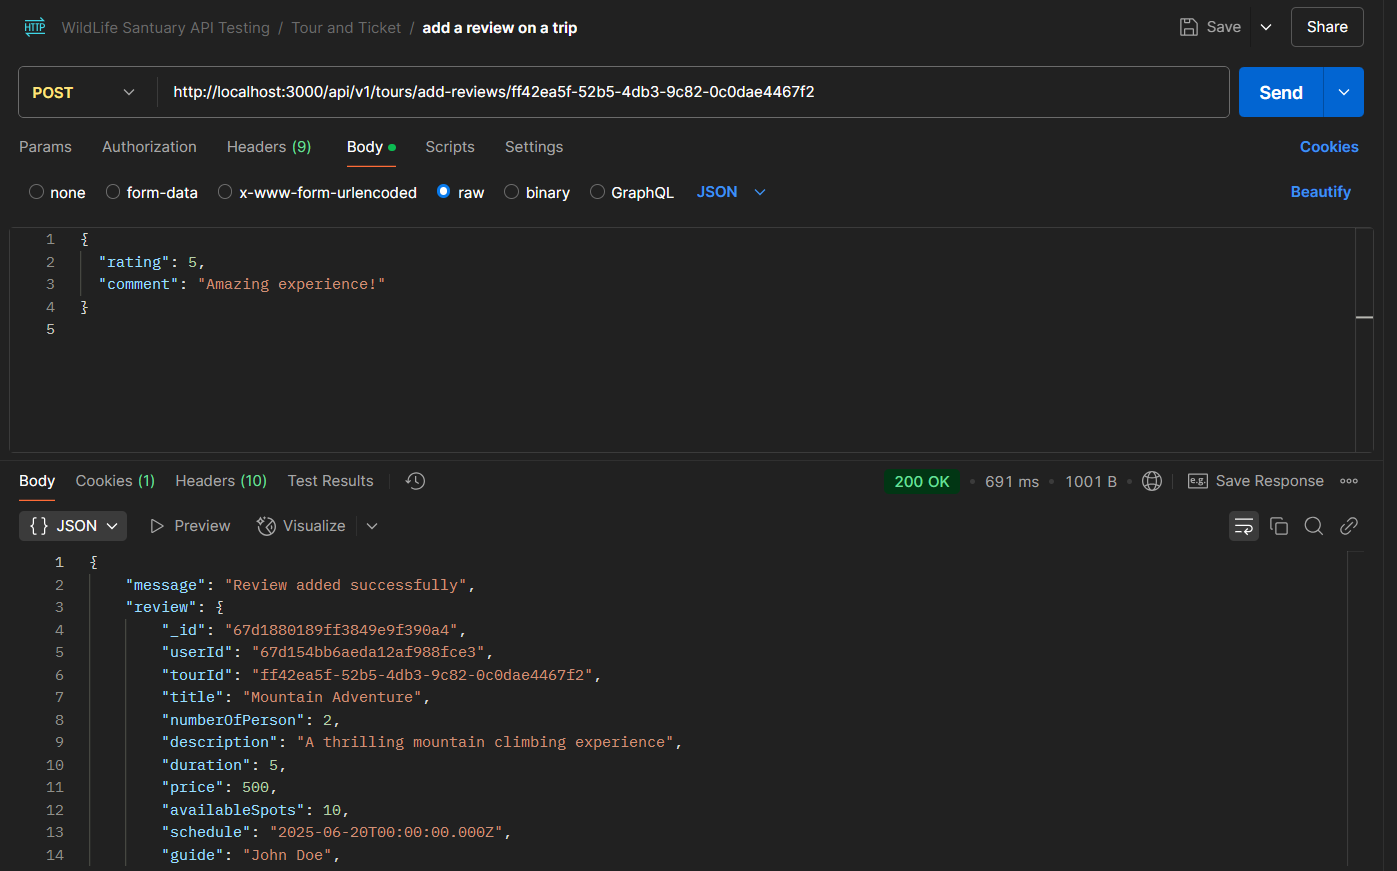 HTTP WildLife Santuary API Testing / Tour and Ticket / add a review on a trip Save Share
POST http://localhost:3000/api/v1/tours/add-reviews/ff42ea5f-52b5-4db3-9c82-0c0dae4467f2 Send
Params Authorization Headers (9) Body Scripts Settings Cookies
none form-data x-www-form-urlencoded raw binary GraphQL JSON Beautify
1 {
2 "rating": 5,
3 "comment": "Amazing experience!"
4 }
5
Body Cookies (1) Headers (10) Test Results 200 OK • 691 ms • 1001 B • e.g. Save Response
{} JSON Preview Visualize
1 {
2 "message": "Review added successfully",
3 "review": {
4 "_id": "67d1880189ff3849e9f390a4",
5 "userId": "67d154bb6aeda12af988fce3",
6 "tourId": "ff42ea5f-52b5-4db3-9c82-0c0dae4467f2",
7 "title": "Mountain Adventure",
8 "numberOfPerson": 2,
9 "description": "A thrilling mountain climbing experience",
10 "duration": 5,
11 "price": 500,
12 "availableSpots": 10,
13 "schedule": "2025-06-20T00:00:00.000Z",
14 "guide": "John Doe",